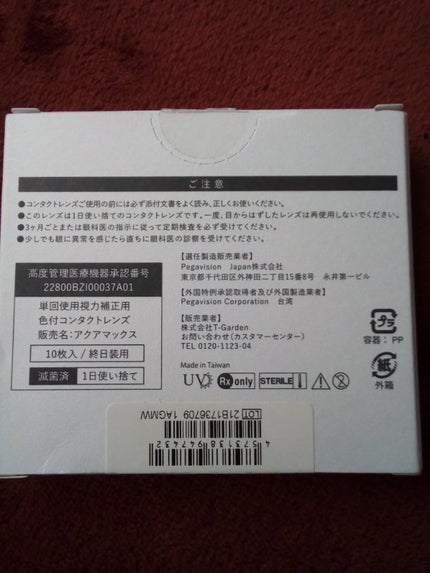 ご注意
●コンタクトレンズご使用の前には必ず添付文書をよく読み、正しくお使いください。
●このレンズは1日使い捨てのコンタクトレンズです。一度、目からはずしたレンズは再使用しないでください。
●3ヶ月ごとまたは眼科医の指示に従って定期検査を必ず受けてください。
●少しでも眼に異常を感じたら直ちに眼科医の診察を受けてください。
高度管理医療機器承認番号
22800BZI00037A01
単回使用視力補正用
色付コンタクトレンズ
販売名：アクアマックス
10枚入 / 終日装用
滅菌済 1日使い捨て
【選任製造販売業者】
Pegavision Japan株式会社
東京都千代田区外神田二丁目15番8号 永井第一ビル
【外国特例承認取得者及び外国製造業者】
Pegavision Corporation 台湾
【販売業者】
株式会社T-Garden
お問い合わせ（カスタマーセンター）
TEL 0120-1123-04
Made in Taiwan
UV Rx only STERILE
プラ
容器： PP
紙
外箱
LOT 21B1736709 1AGMW
4573138947432